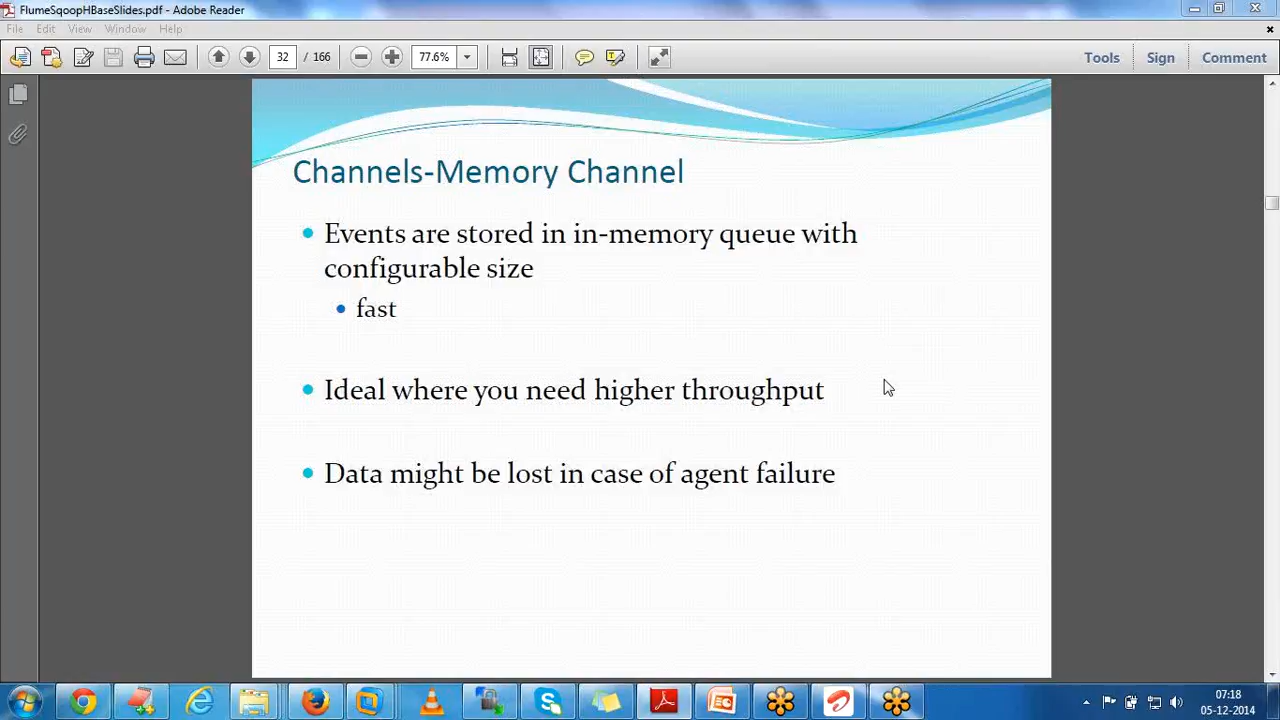 FlumeSqoopHBaseSlides.pdf - Adobe Reader
File Edit View Window Help
32 / 166 77.6% Tools Sign Comment
Channels-Memory Channel
Events are stored in in-memory queue with
configurable size
fast
Ideal where you need higher throughput
Data might be lost in case of agent failure
07:18
05-12-2014